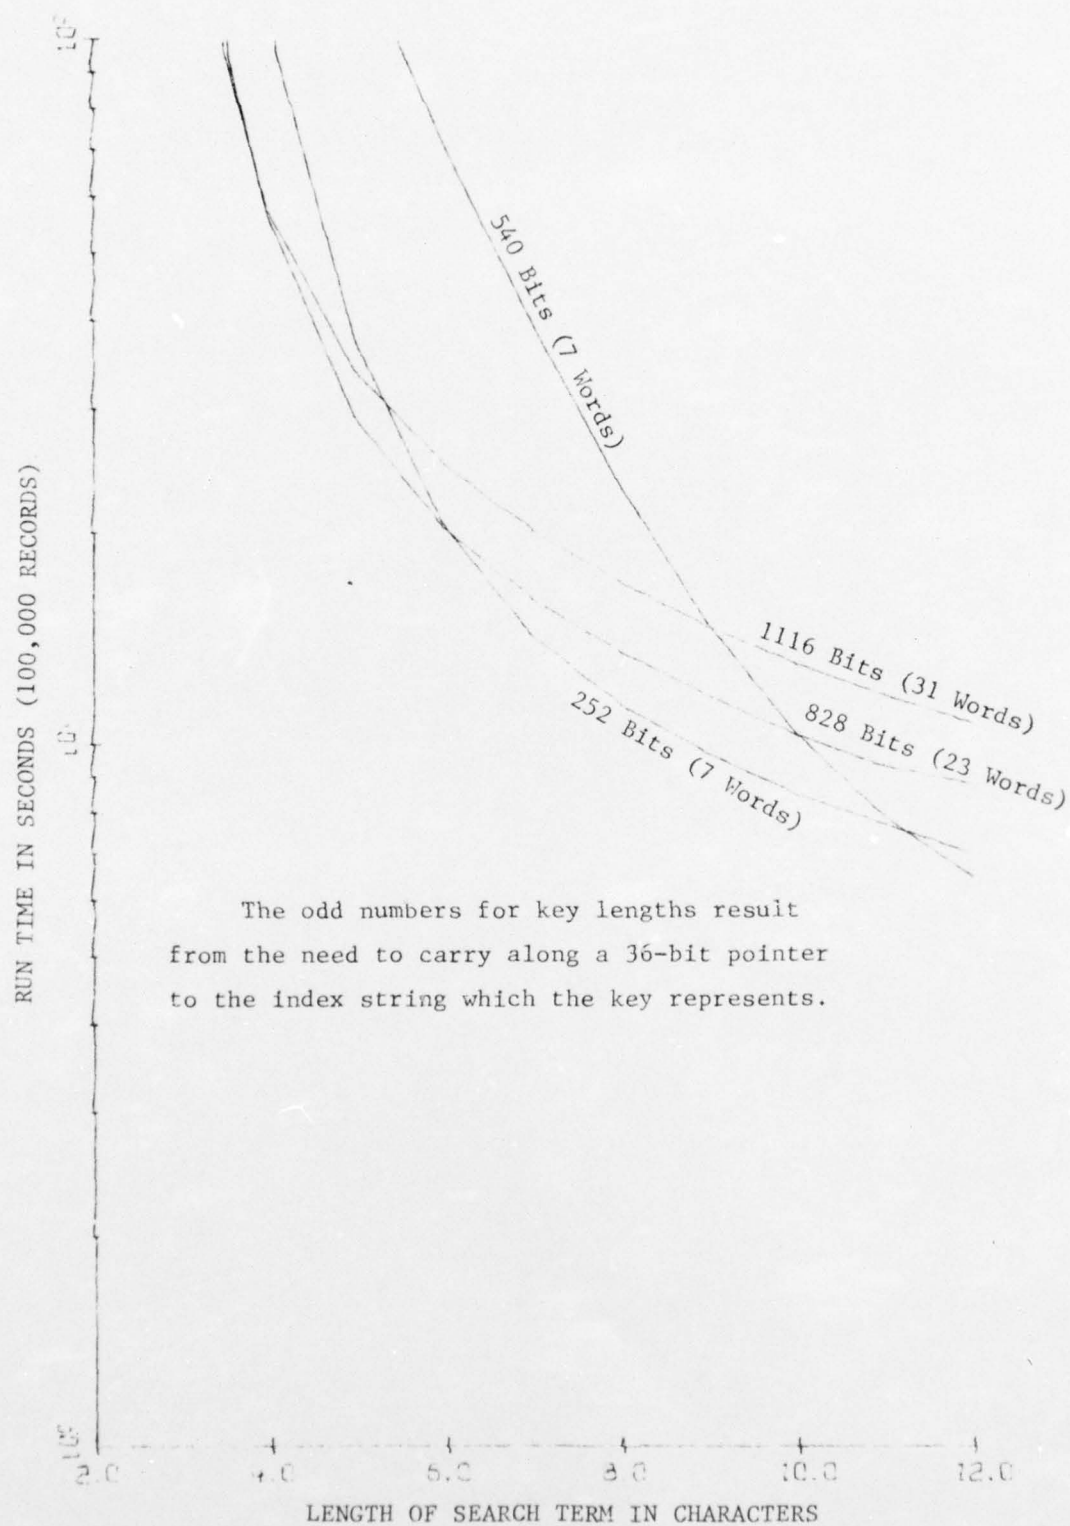 RUN TIME IN SECONDS (100,000 RECORDS)
540 Bits (7 Words)
1116 Bits (31 Words)
828 Bits (23 Words)
252 Bits (7 Words)
The odd numbers for key lengths result
from the need to carry along a 36-bit pointer
to the index string which the key represents.
2.0 4.0 6.0 8.0 10.0 12.0
LENGTH OF SEARCH TERM IN CHARACTERS